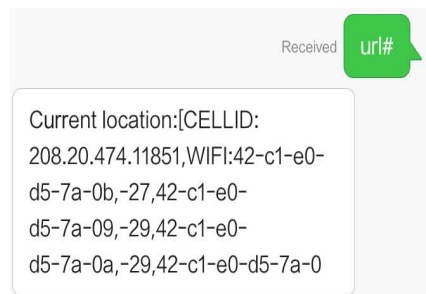 Received url#
Current location:[CELLID:
208.20.474.11851,WIFI:42-c1-e0-
d5-7a-0b,-27,42-c1-e0-
d5-7a-09,-29,42-c1-e0-
d5-7a-0a,-29,42-c1-e0-d5-7a-0